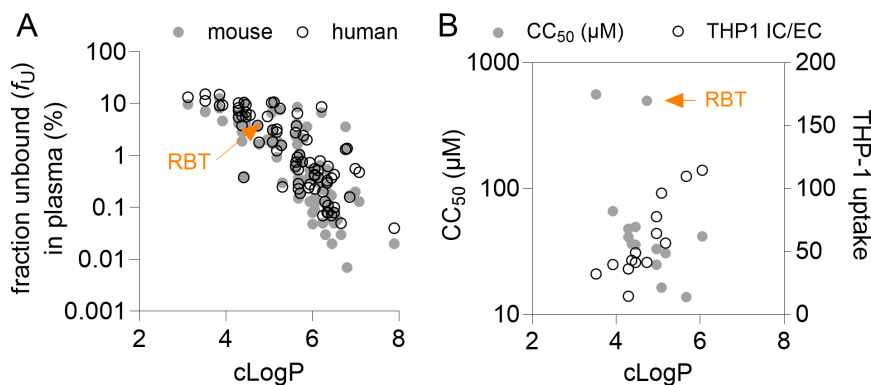 A
mouse
human
fraction unbound (fU)
in plasma (%)
100
10
1
0.1
0.01
0.001
RBT
2
4
6
8
cLogP
B
CC50 (µM)
THP1 IC/EC
CC50 (µM)
1000
100
10
RBT
200
150
100
50
0
THP-1
uptake
2
4
6
8
cLogP